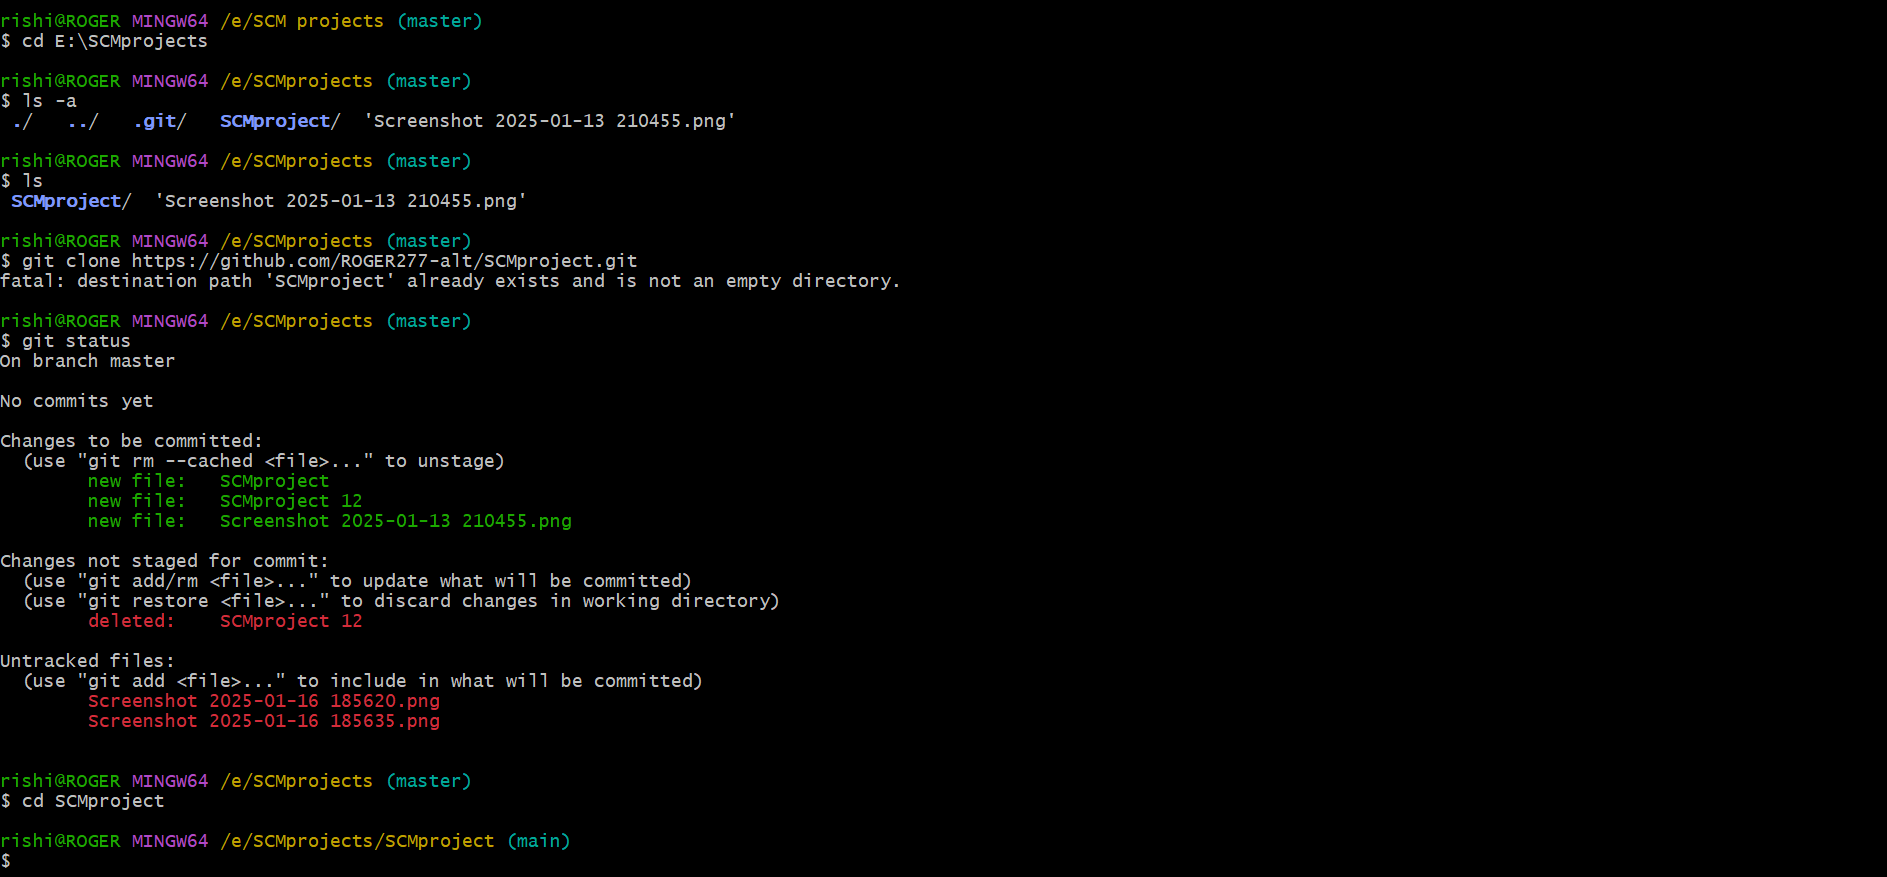 rishi@ROGER MINGW64 /e/SCM projects (master)
$ cd E:\SCMprojects
rishi@ROGER MINGW64 /e/SCMprojects (master)
$ ls -a
./ ../ .git/ SCMproject/ 'Screenshot 2025-01-13 210455.png'
rishi@ROGER MINGW64 /e/SCMprojects (master)
$ ls
SCMproject/ 'Screenshot 2025-01-13 210455.png'
rishi@ROGER MINGW64 /e/SCMprojects (master)
$ git clone https://github.com/ROGER277-alt/SCMproject.git
fatal: destination path 'SCMproject' already exists and is not an empty directory.
rishi@ROGER MINGW64 /e/SCMprojects (master)
$ git status
On branch master
No commits yet
Changes to be committed:
(use "git rm --cached <file>..." to unstage)
new file: SCMproject
new file: SCMproject 12
new file: Screenshot 2025-01-13 210455.png
Changes not staged for commit:
(use "git add/rm <file>..." to update what will be committed)
(use "git restore <file>..." to discard changes in working directory)
deleted: SCMproject 12
Untracked files:
(use "git add <file>..." to include in what will be committed)
Screenshot 2025-01-16 185620.png
Screenshot 2025-01-16 185635.png
rishi@ROGER MINGW64 /e/SCMprojects (master)
$ cd SCMproject
rishi@ROGER MINGW64 /e/SCMprojects/SCMproject (main)
$